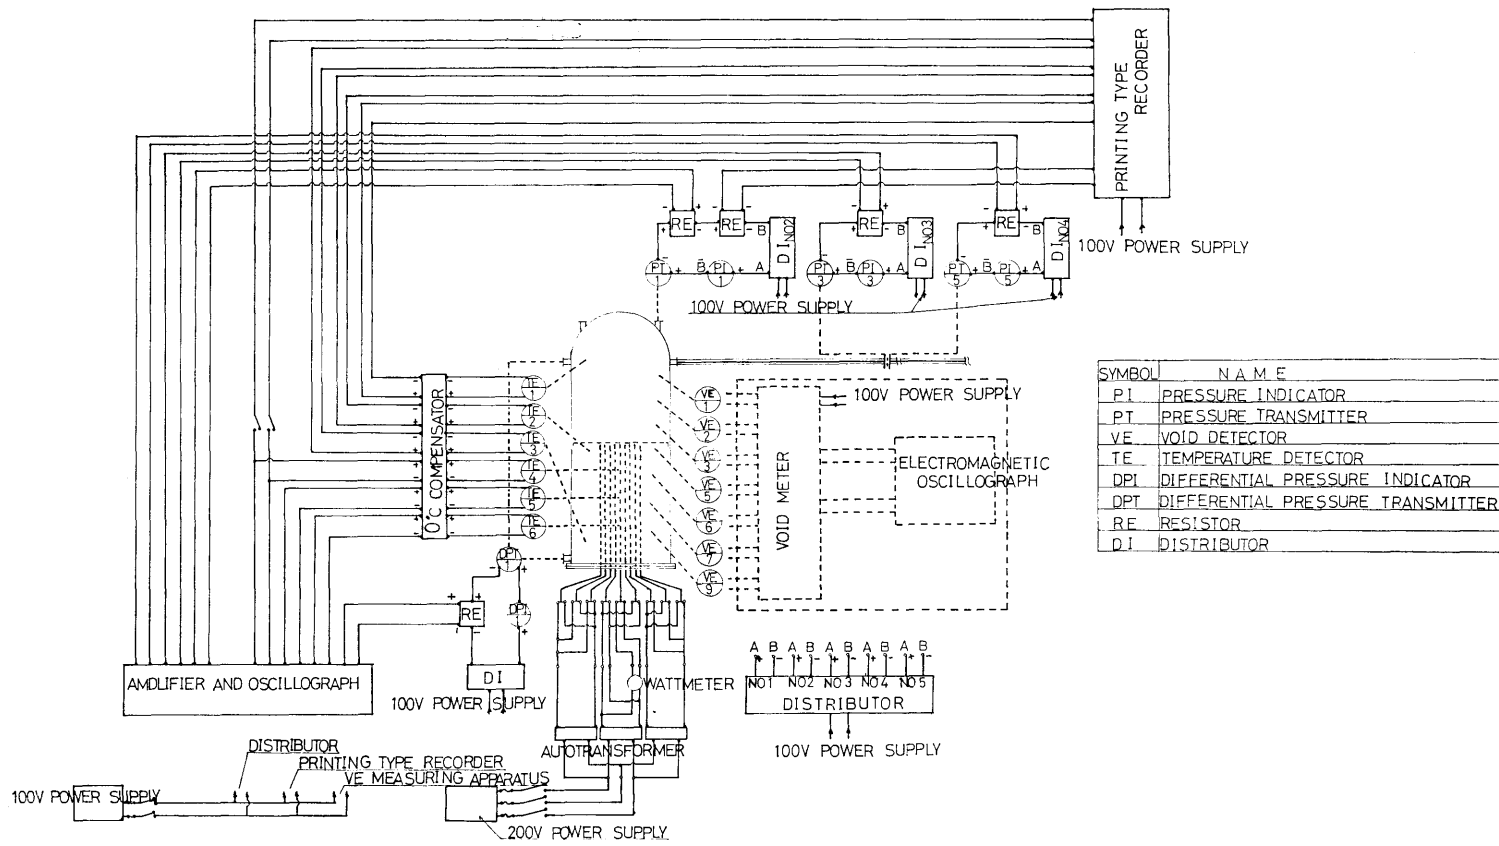 PRINTING TYPE
RECORDER
100V POWER SUPPLY
- + - +
RE RE
B
DI NO2
PT 1
PI 1
A
RE
B
DI NO3
PT 3
PI 3
A
RE
B
DI NO4
PT 5
PI 5
A
100V POWER SUPPLY
0°C COMPENSATOR
TE 1
TE 2
TE 3
TE 4
TE 5
TE 6
VE 1
VE 2
VE 3
VE 5
VE 6
VE 7
VE 9
VOID METER
100V POWER SUPPLY
ELECTROMAGNETIC
OSCILLOGRAPH
SYMBOL NAME
PI PRESSURE INDICATOR
PT PRESSURE TRANSMITTER
VE VOID DETECTOR
TE TEMPERATURE DETECTOR
DPI DIFFERENTIAL PRESSURE INDICATOR
DPT DIFFERENTIAL PRESSURE TRANSMITTER
RE RESISTOR
DI DISTRIBUTOR
DPT 1
RE
DPI
DI
100V POWER SUPPLY
AMDLIFIER AND OSCILLOGRAPH
WATTMETER
AUTOTRANSFORMER
A B A B A B A B A B
+ - + - + - + - + -
NO1 NO2 NO3 NO4 NO5
DISTRIBUTOR
100V POWER SUPPLY
DISTRIBUTOR
PRINTING TYPE RECORDER
VE MEASURING APPARATUS
100V POWER SUPPLY
200V POWER SUPPLY